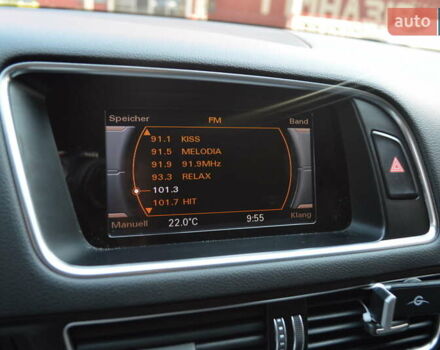 auto
Speicher FM Band
91.1 KISS
91.5 MELODIA
91.9 91.9MHz
93.3 RELAX
101.3
101.7 HIT
Manuell 22.0°C 9:55 Klang